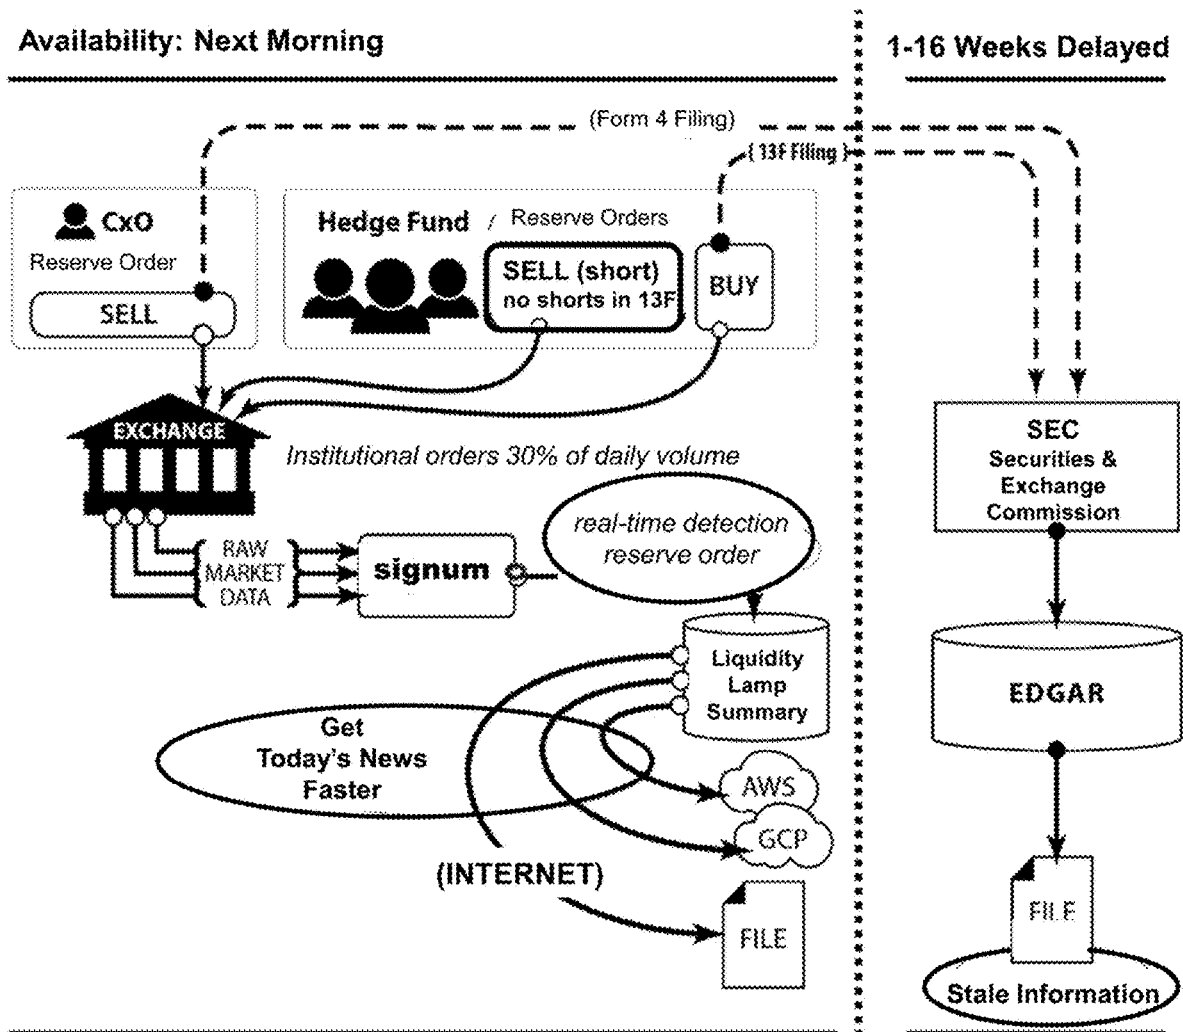 Availability: Next Morning
1-16 Weeks Delayed
(Form 4 Filing)
( 13F Filing )
CxO
Reserve Order
SELL
Hedge Fund / Reserve Orders
SELL (short)
no shorts in 13F
BUY
EXCHANGE
Institutional orders 30% of daily volume
real-time detection
reserve order
RAW
MARKET
DATA
signum
Liquidity
Lamp
Summary
Get
Today's News
Faster
AWS
GCP
(INTERNET)
FILE
SEC
Securities &
Exchange
Commission
EDGAR
FILE
Stale Information